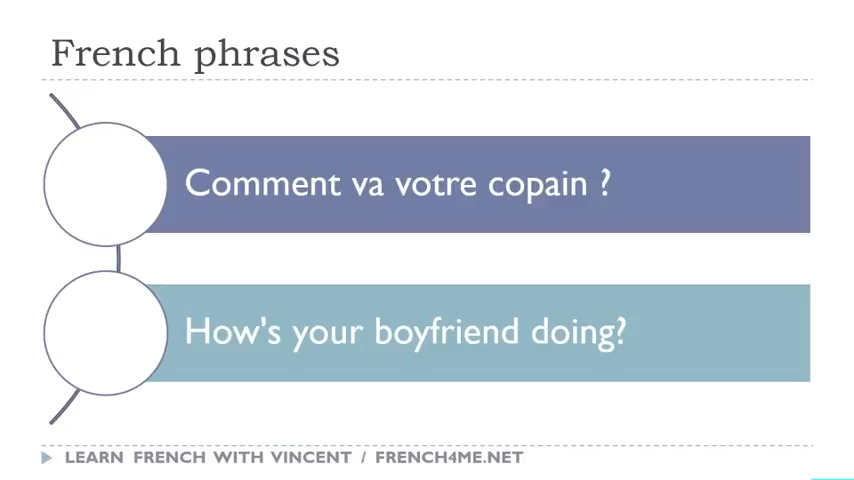 French phrases
Comment va votre copain ?
How's your boyfriend doing?
LEARN FRENCH WITH VINCENT / FRENCH4ME.NET